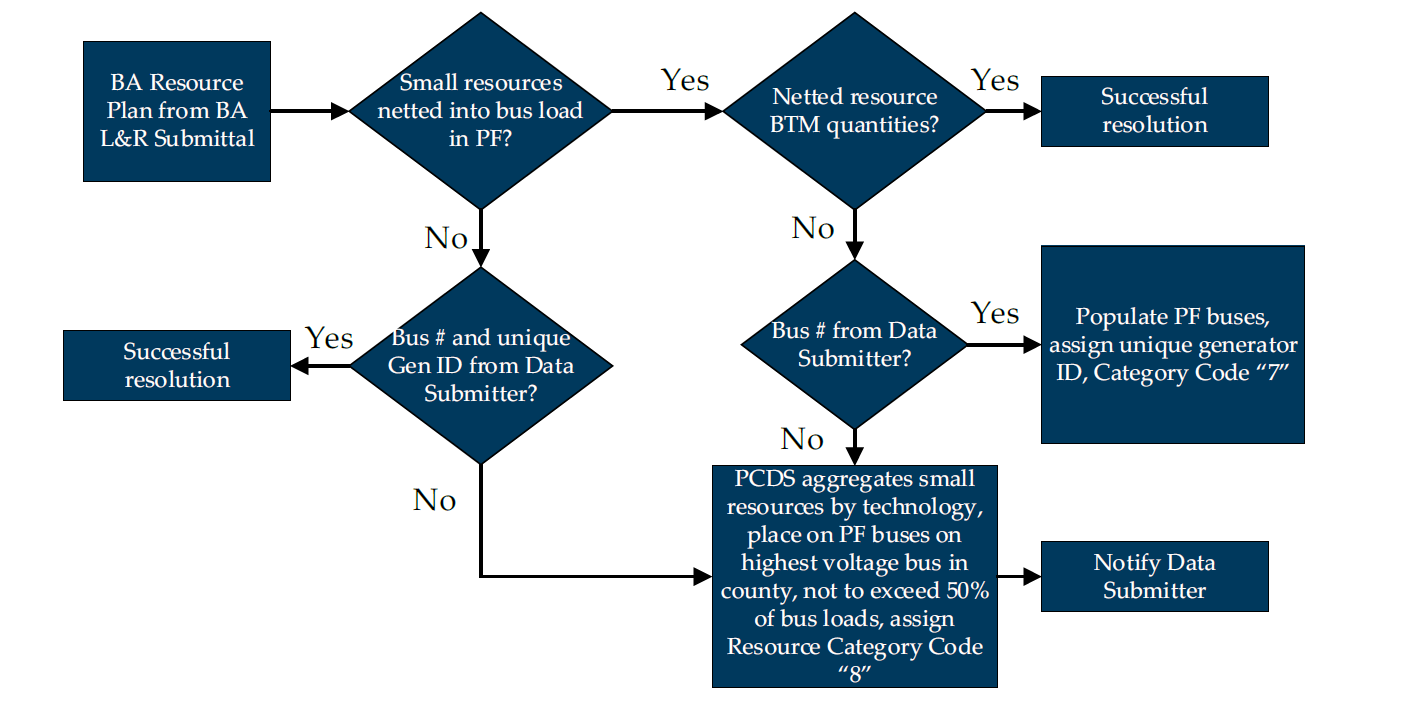 BA Resource
Plan from BA
L&R Submittal
Small resources
netted into bus load
in PF?
Yes
Netted resource
BTM quantities?
Yes
Successful
resolution
No
No
Successful
resolution
Yes
Bus # and unique
Gen ID from Data
Submitter?
Bus # from Data
Submitter?
Yes
Populate PF buses,
assign unique generator
ID, Category Code “7”
No
No
PCDS aggregates small
resources by technology,
place on PF buses on
highest voltage bus in
county, not to exceed 50%
of bus loads, assign
Resource Category Code
“8”
Notify Data
Submitter